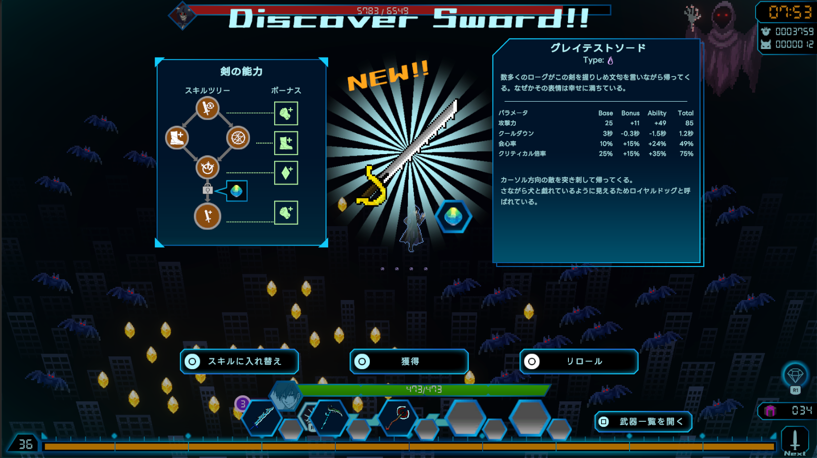 5783 / 6549
Discover Sword!!
07:53
0003759
0000012
剣の能力
スキルツリー
ボーナス
NEW!!
グレイテストソード
Type:
数多くのローグがこの剣を握りしめ文句を言いながら帰ってく
る。なぜかその表情は幸せに満ちている。
パラメータ Base Bonus Ability Total
攻撃力 25 +11 +49 85
クールダウン 3秒 -0.3秒 -1.5秒 1.2秒
会心率 10% +15% +24% 49%
クリティカル倍率 25% +15% +35% 75%
カーソル方向の敵を突き刺して帰ってくる。
さながら犬と戯れているように見えるためロイヤルドッグと呼
ばれている。
スキルに入れ替え
獲得
リロール
473/473
3
R1
034
武器一覧を開く
36
Next